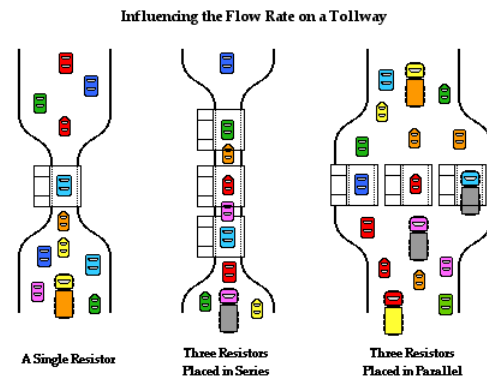 Influencing the Flow Rate on a Tollway
A Single Resistor
Three Resistors
Placed in Series
Three Resistors
Placed in Parallel